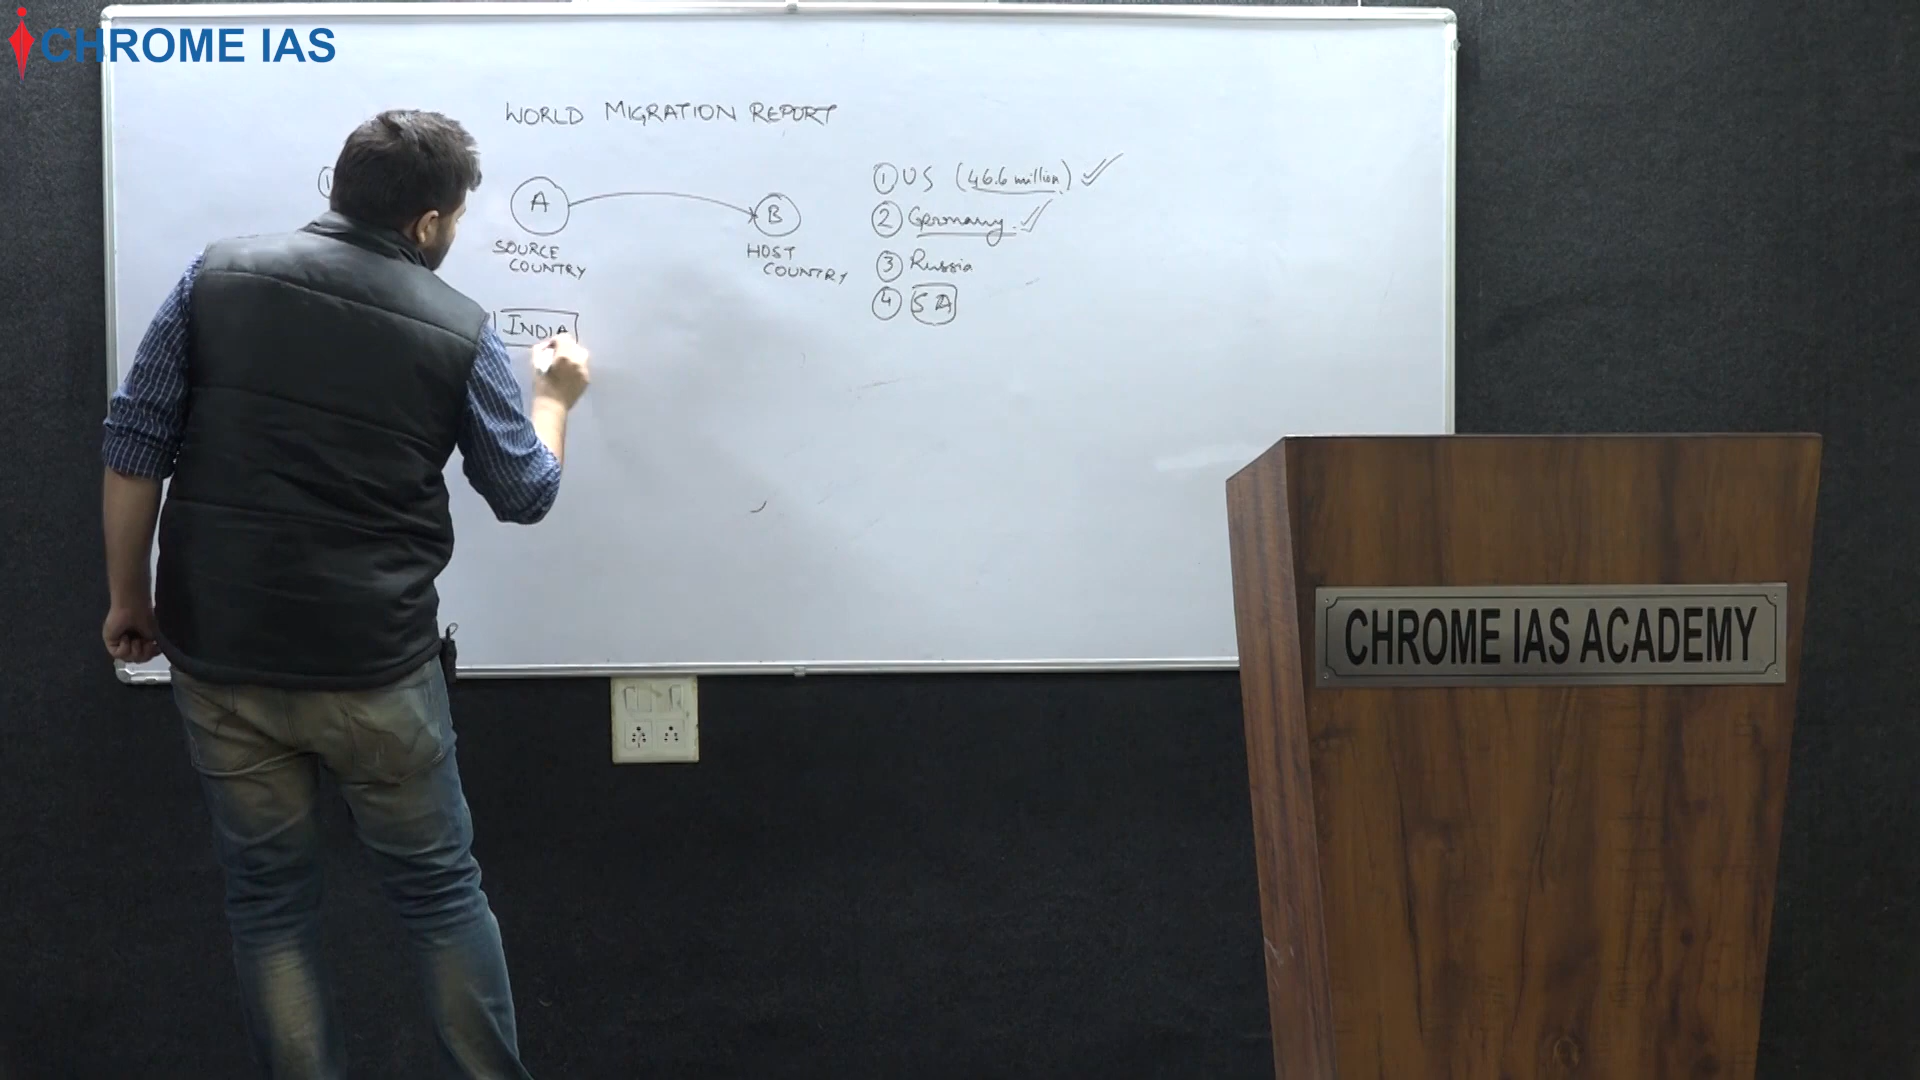 CHROME IAS
WORLD MIGRATION REPORT
1
A
B
SOURCE
COUNTRY
HOST
COUNTRY
INDIA
1 US (46.6 million)
2 Germany
3 Russia
4 SA
CHROME IAS ACADEMY